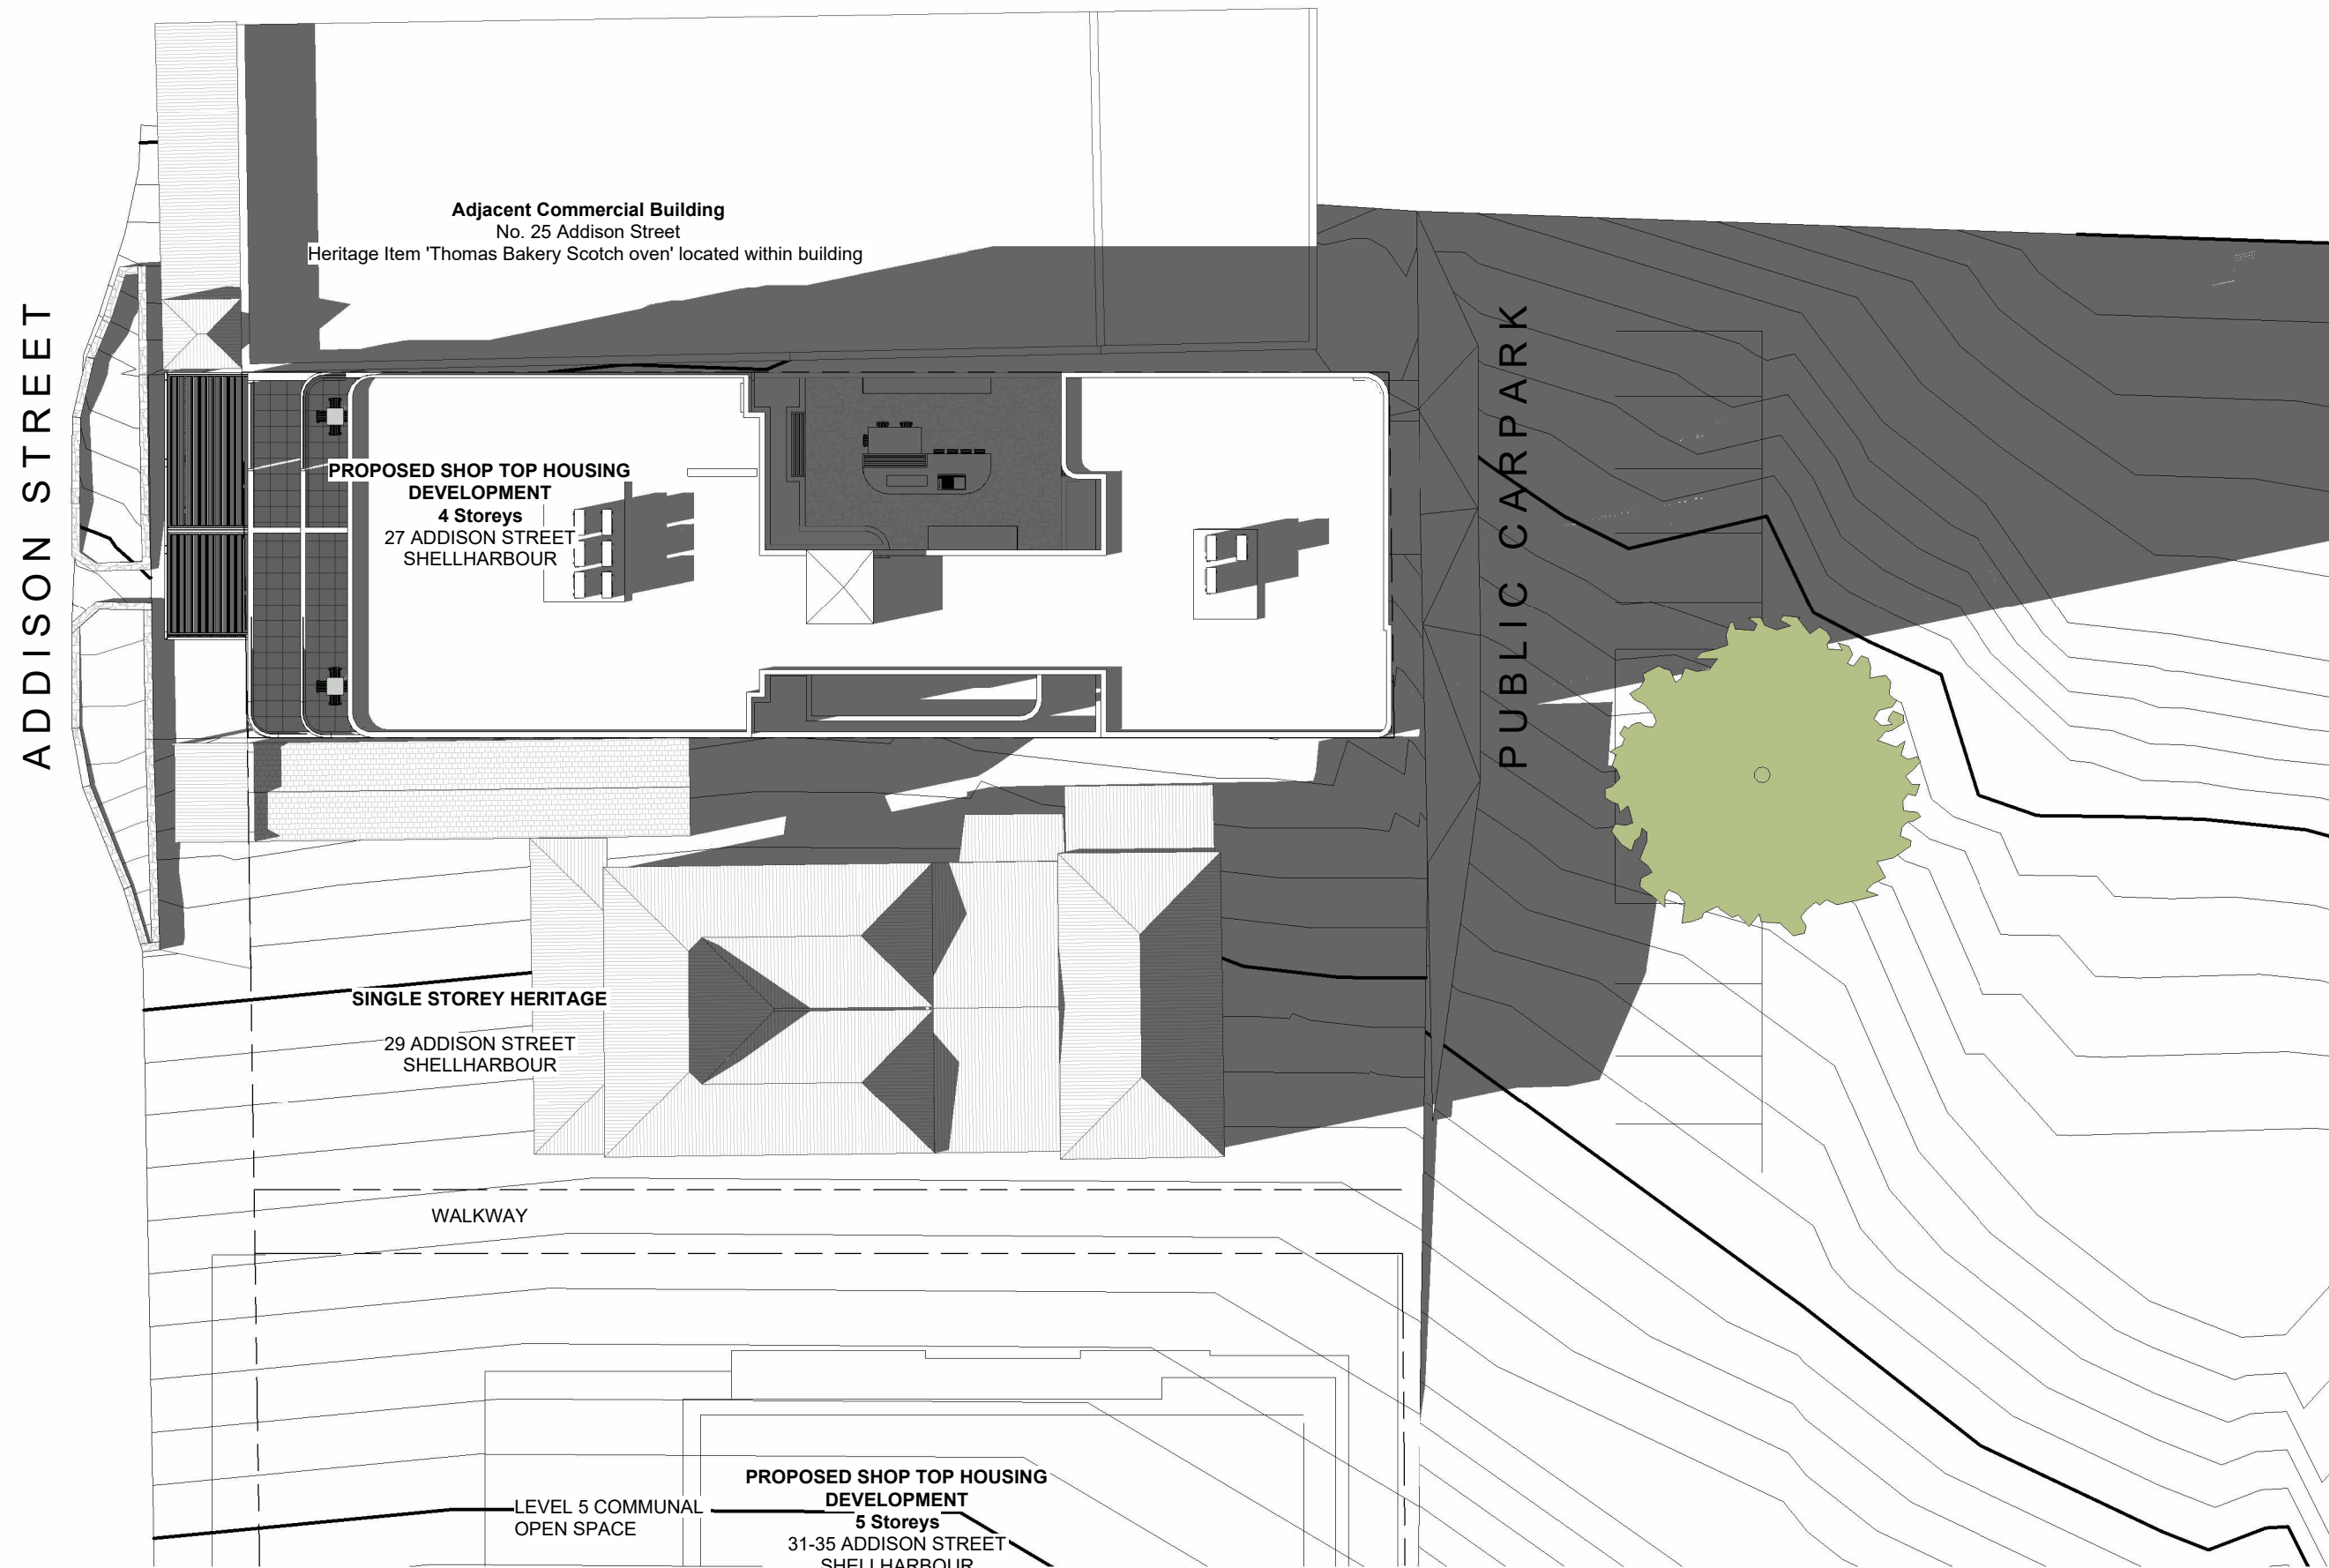 Adjacent Commercial Building
No. 25 Addison Street
Heritage Item 'Thomas Bakery Scotch oven' located within building
ADDISON STREET
PUBLIC CARPARK
PROPOSED SHOP TOP HOUSING
DEVELOPMENT
4 Storeys
27 ADDISON STREET
SHELLHARBOUR
SINGLE STOREY HERITAGE
29 ADDISON STREET
SHELLHARBOUR
WALKWAY
LEVEL 5 COMMUNAL
OPEN SPACE
PROPOSED SHOP TOP HOUSING
DEVELOPMENT
5 Storeys
31-35 ADDISON STREET
SHELLHARBOUR